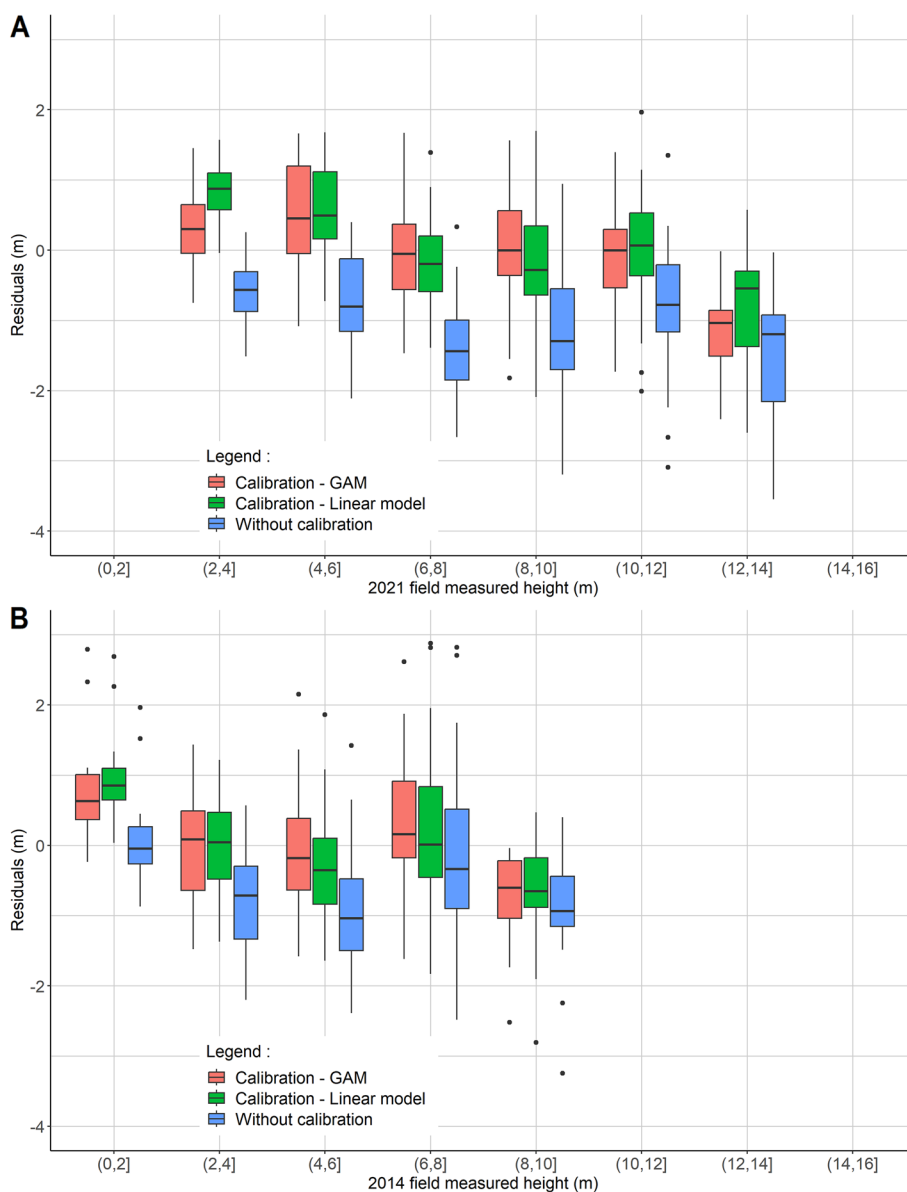 A
Residuals (m)
2
0
-2
-4
Legend :
Calibration - GAM
Calibration - Linear model
Without calibration
(0,2] (2,4] (4,6] (6,8] (8,10] (10,12] (12,14] (14,16]
2021 field measured height (m)
B
Residuals (m)
2
0
-2
-4
Legend :
Calibration - GAM
Calibration - Linear model
Without calibration
(0,2] (2,4] (4,6] (6,8] (8,10] (10,12] (12,14] (14,16]
2014 field measured height (m)